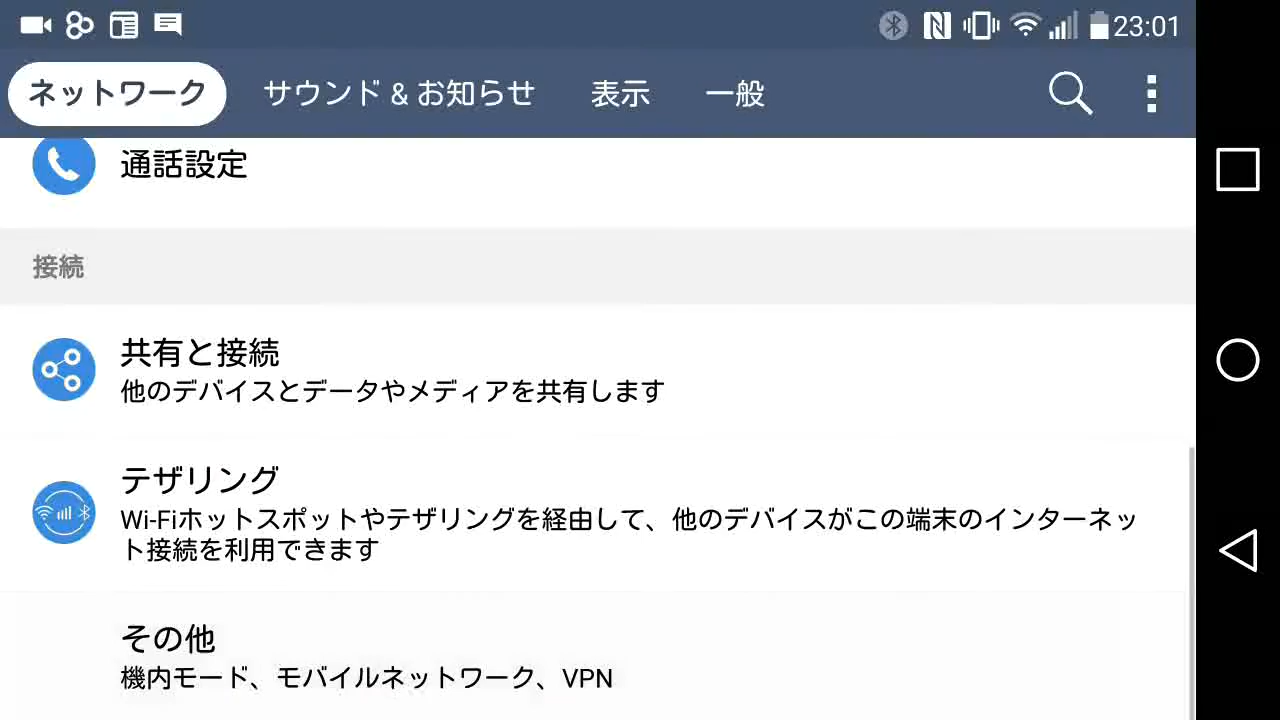 23:01
ネットワーク サウンド & お知らせ 表示 一般
通話設定
接続
共有と接続
他のデバイスとデータやメディアを共有します
テザリング
Wi-Fiホットスポットやテザリングを経由して、他のデバイスがこの端末のインターネッ
ト接続を利用できます
その他
機内モード、モバイルネットワーク、VPN